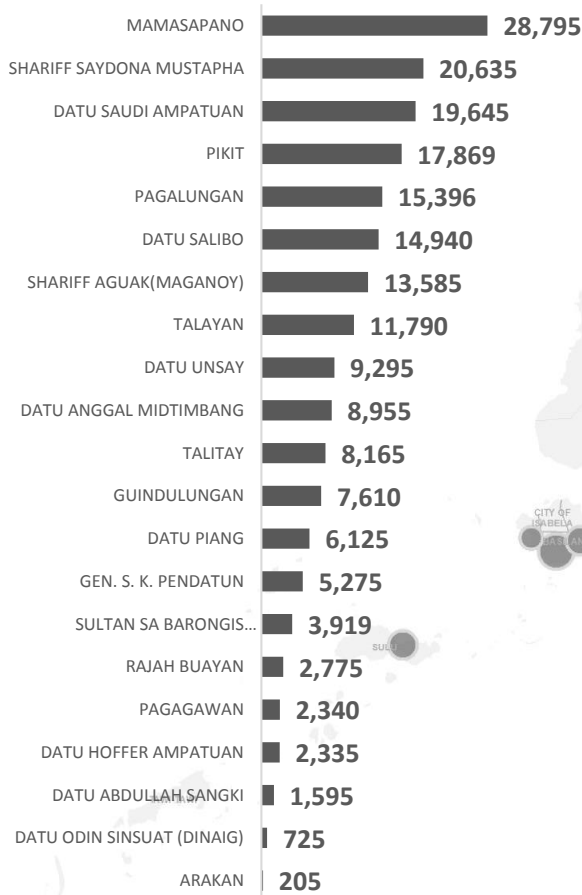 MAMASAPANO 28,795
SHARIFF SAYDONA MUSTAPHA 20,635
DATU SAUDI AMPATUAN 19,645
PIKIT 17,869
PAGALUNGAN 15,396
DATU SALIBO 14,940
SHARIFF AGUAK(MAGANOY) 13,585
TALAYAN 11,790
DATU UNSAY 9,295
DATU ANGGAL MIDTIMBANG 8,955
TALITAY 8,165
GUINDULUNGAN 7,610
CITY OF
ISABELA
DATU PIANG 6,125
GEN. S. K. PENDATUN 5,275
SULTAN SA BARONGIS... 3,919
SULU
RAJAH BUAYAN 2,775
PAGAGAWAN 2,340
DATU HOFFER AMPATUAN 2,335
DATU ABDULLAH SANGKI 1,595
DATU ODIN SINSUAT (DINAIG) 725
ARAKAN 205